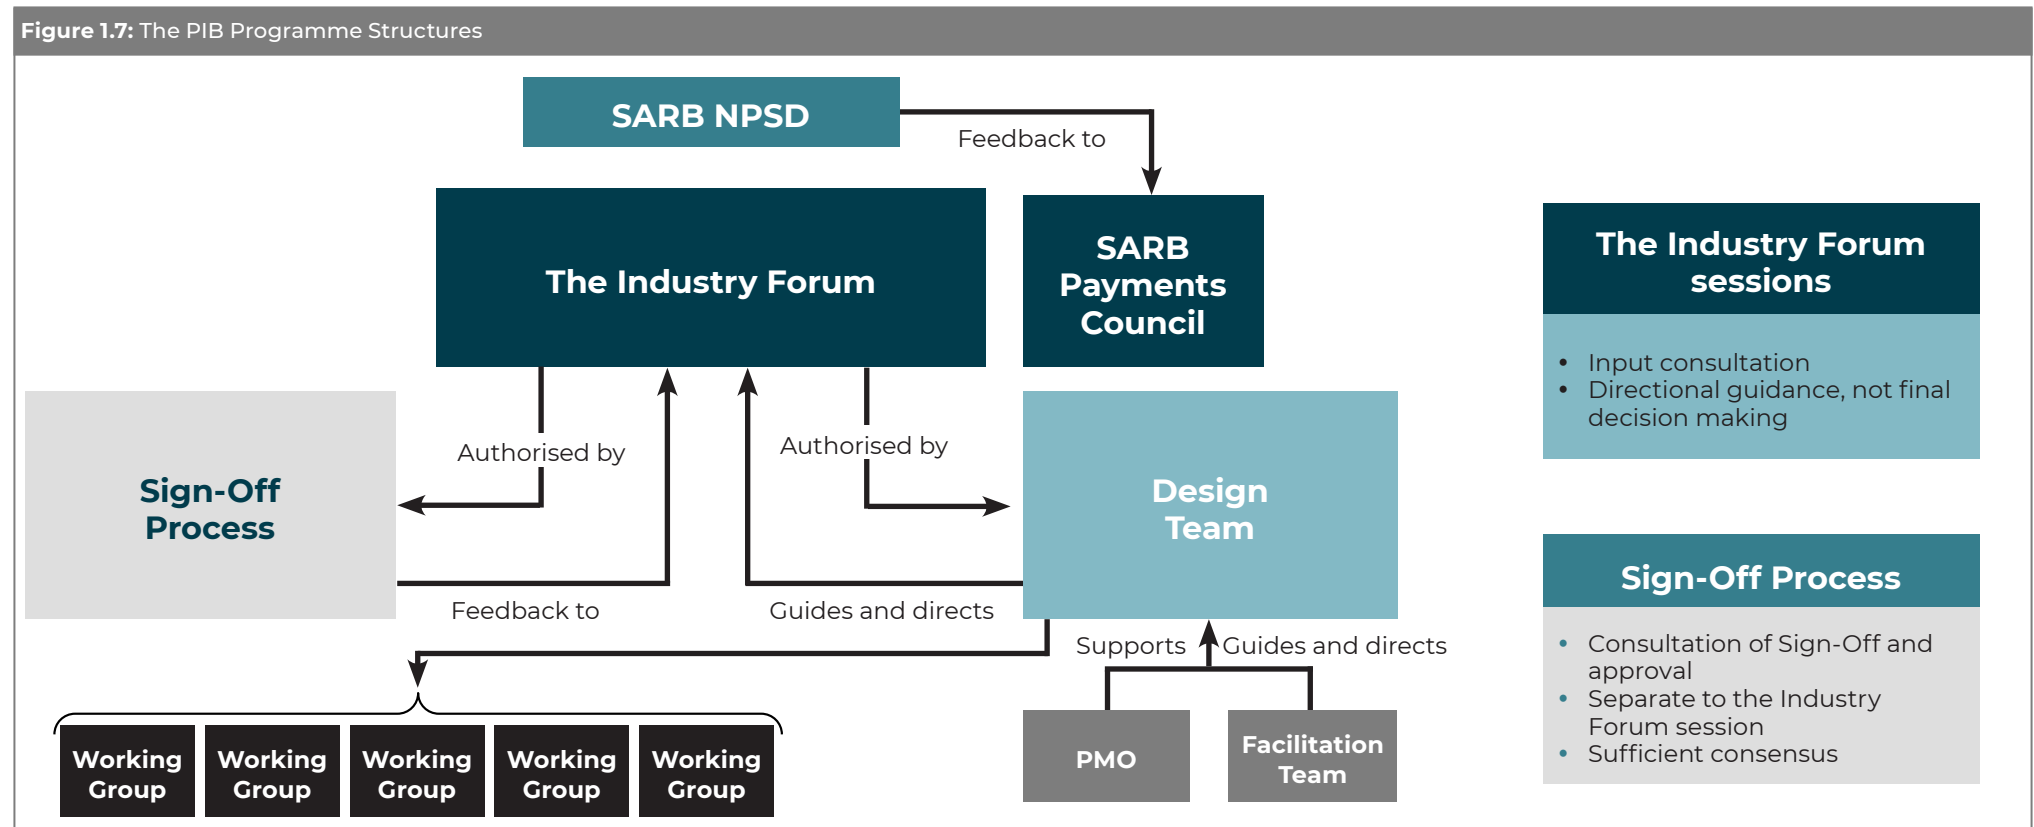 Figure 1.7: The PIB Programme Structures
SARB NPSD
Feedback to
The Industry Forum
SARB
Payments
Council
Authorised by
Authorised by
Sign-Off
Process
Design
Team
Feedback to
Guides and directs
Supports
Guides and directs
Working
Group
Working
Group
Working
Group
Working
Group
Working
Group
PMO
Facilitation
Team
The Industry Forum
sessions
• Input consultation
• Directional guidance, not final
decision making
Sign-Off Process
• Consultation of Sign-Off and
approval
• Separate to the Industry
Forum session
• Sufficient consensus